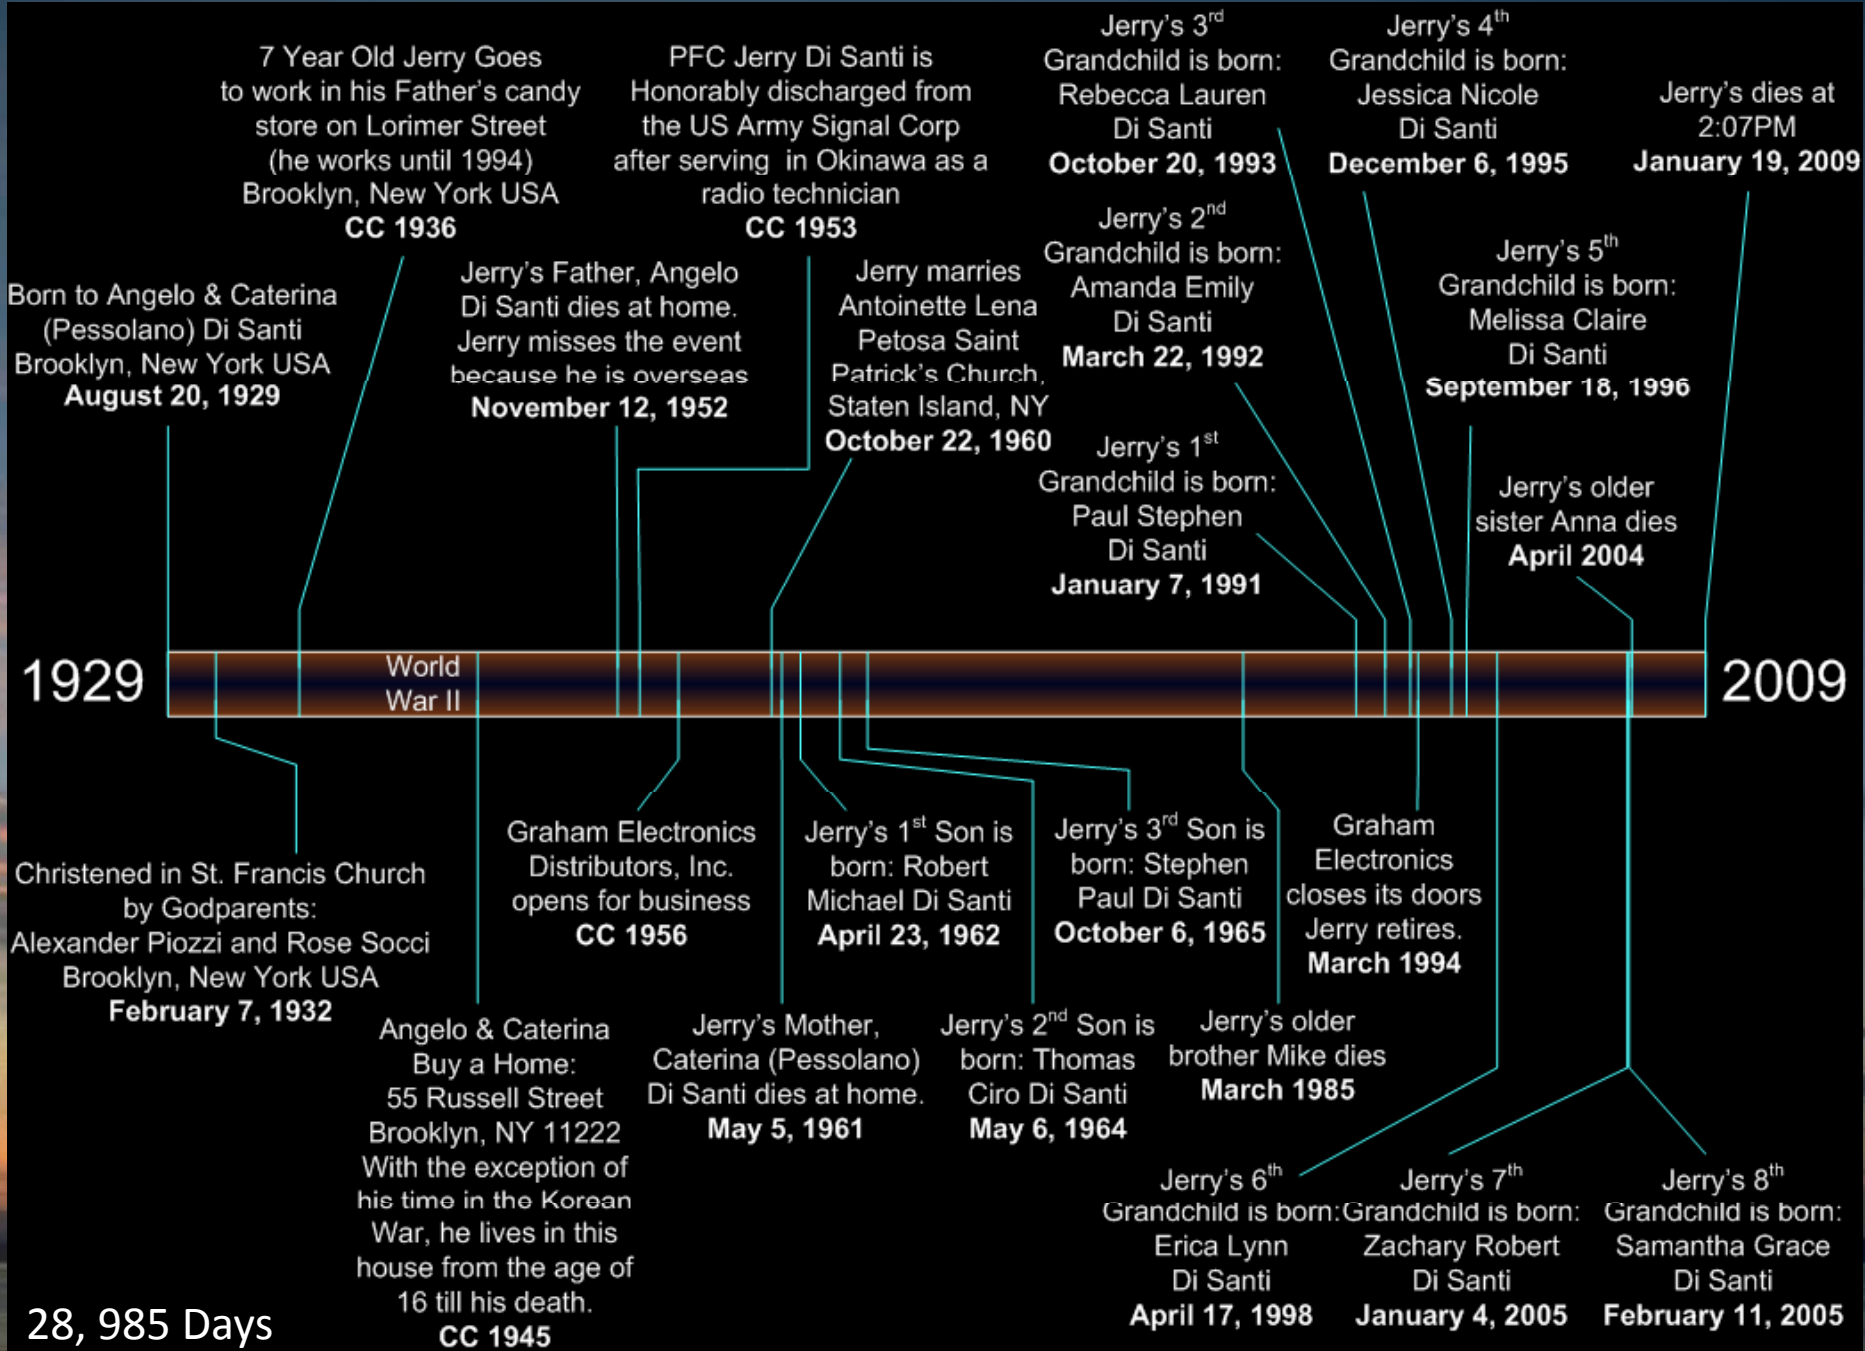 7 Year Old Jerry Goes
to work in his Father's candy
store on Lorimer Street
(he works until 1994)
Brooklyn, New York USA
CC 1936
PFC Jerry Di Santi is
Honorably discharged from
the US Army Signal Corp
after serving in Okinawa as a
radio technician
CC 1953
Jerry's 3rd
Grandchild is born:
Rebecca Lauren
Di Santi
October 20, 1993
Jerry's 4th
Grandchild is born:
Jessica Nicole
Di Santi
December 6, 1995
Jerry's dies at
2:07PM
January 19, 2009
Born to Angelo & Caterina
(Pessolano) Di Santi
Brooklyn, New York USA
August 20, 1929
Jerry's Father, Angelo
Di Santi dies at home.
Jerry misses the event
because he is overseas
November 12, 1952
Jerry marries
Antoinette Lena
Petosa Saint
Patrick's Church,
Staten Island, NY
October 22, 1960
Jerry's 2nd
Grandchild is born:
Amanda Emily
Di Santi
March 22, 1992
Jerry's 5th
Grandchild is born:
Melissa Claire
Di Santi
September 18, 1996
Jerry's 1st
Grandchild is born:
Paul Stephen
Di Santi
January 7, 1991
Jerry's older
sister Anna dies
April 2004
1929
World
War II
2009
Christened in St. Francis Church
by Godparents:
Alexander Piozzi and Rose Socci
Brooklyn, New York USA
February 7, 1932
Angelo & Caterina
Buy a Home:
55 Russell Street
Brooklyn, NY 11222
With the exception of
his time in the Korean
War, he lives in this
house from the age of
16 till his death.
CC 1945
Graham Electronics
Distributors, Inc.
opens for business
CC 1956
Jerry's Mother,
Caterina (Pessolano)
Di Santi dies at home.
May 5, 1961
Jerry's 1st Son is
born: Robert
Michael Di Santi
April 23, 1962
Jerry's 2nd Son is
born: Thomas
Ciro Di Santi
May 6, 1964
Jerry's 3rd Son is
born: Stephen
Paul Di Santi
October 6, 1965
Jerry's older
brother Mike dies
March 1985
Graham
Electronics
closes its doors
Jerry retires.
March 1994
Jerry's 6th
Grandchild is born:
Erica Lynn
Di Santi
April 17, 1998
Jerry's 7th
Grandchild is born:
Zachary Robert
Di Santi
January 4, 2005
Jerry's 8th
Grandchild is born:
Samantha Grace
Di Santi
February 11, 2005
28, 985 Days